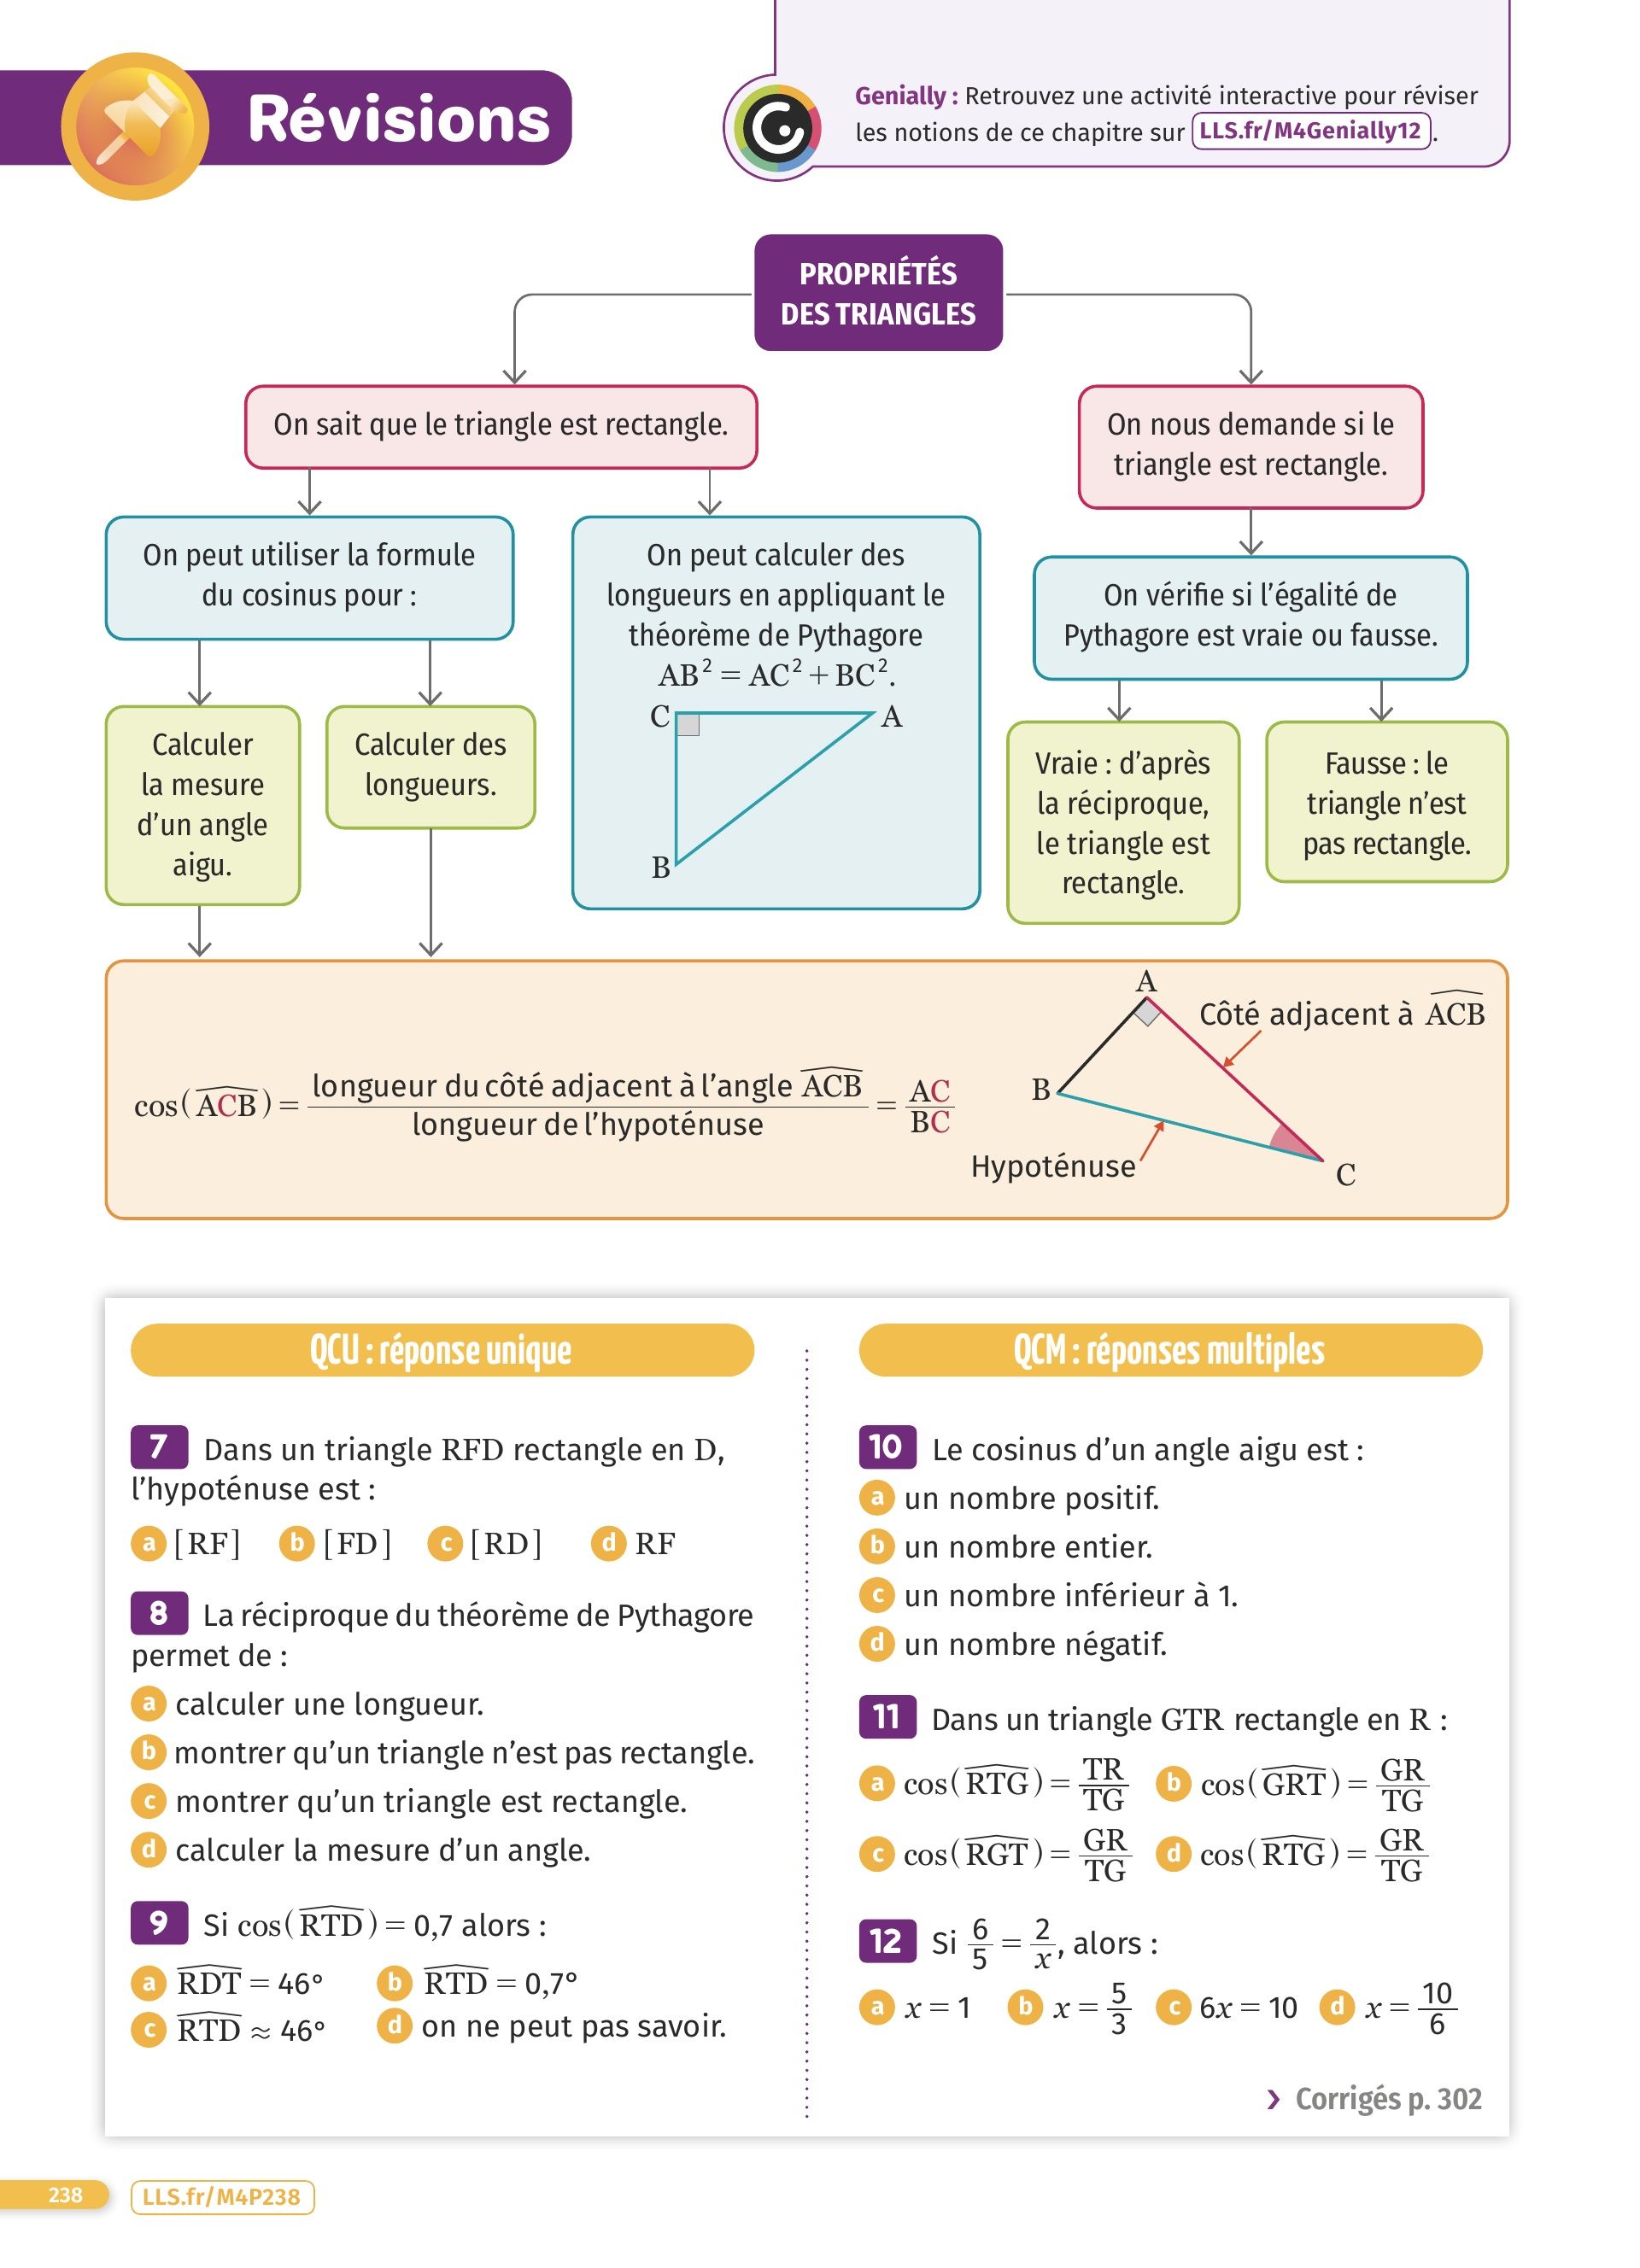 Révisions
Genially : Retrouvez une activité interactive pour réviser
les notions de ce chapitre sur LLS.fr/M4Genially12.
PROPRIÉTÉS
DES TRIANGLES
On sait que le triangle est rectangle.
On nous demande si le
triangle est rectangle.
On peut utiliser la formule
du cosinus pour :
On peut calculer des
longueurs en appliquant le
théorème de Pythagore
AB² = AC² + BC².
C
A
B
On vérifie si l'égalité de
Pythagore est vraie ou fausse.
Calculer
la mesure
d'un angle
aigu.
Calculer des
longueurs.
Vraie : d'après
la réciproque,
le triangle est
rectangle.
Fausse : le
triangle n'est
pas rectangle.
cos(\widehat{ACB}) = \frac{longueur du côté adjacent à l'angle \widehat{ACB}}{longueur de l'hypoténuse} = \frac{AC}{BC}
A
Côté adjacent à \widehat{ACB}
B
Hypoténuse
C
QCU : réponse unique
7 Dans un triangle RFD rectangle en D,
l'hypoténuse est :
a [RF] b [FD] c [RD] d RF
8 La réciproque du théorème de Pythagore
permet de :
a calculer une longueur.
b montrer qu'un triangle n'est pas rectangle.
c montrer qu'un triangle est rectangle.
d calculer la mesure d'un angle.
9 Si cos(\widehat{RTD}) = 0,7 alors :
a \widehat{RDT} = 46° b \widehat{RTD} = 0,7°
c \widehat{RTD} ≈ 46° d on ne peut pas savoir.
QCM : réponses multiples
10 Le cosinus d'un angle aigu est :
a un nombre positif.
b un nombre entier.
c un nombre inférieur à 1.
d un nombre négatif.
11 Dans un triangle GTR rectangle en R :
a cos(\widehat{RTG}) = \frac{TR}{TG} b cos(\widehat{GRT}) = \frac{GR}{TG}
c cos(\widehat{RGT}) = \frac{GR}{TG} d cos(\widehat{RTG}) = \frac{GR}{TG}
12 Si \frac{6}{5} = \frac{2}{x}, alors :
a x = 1 b x = \frac{5}{3} c 6x = 10 d x = \frac{10}{6}
› Corrigés p. 302
238 LLS.fr/M4P238